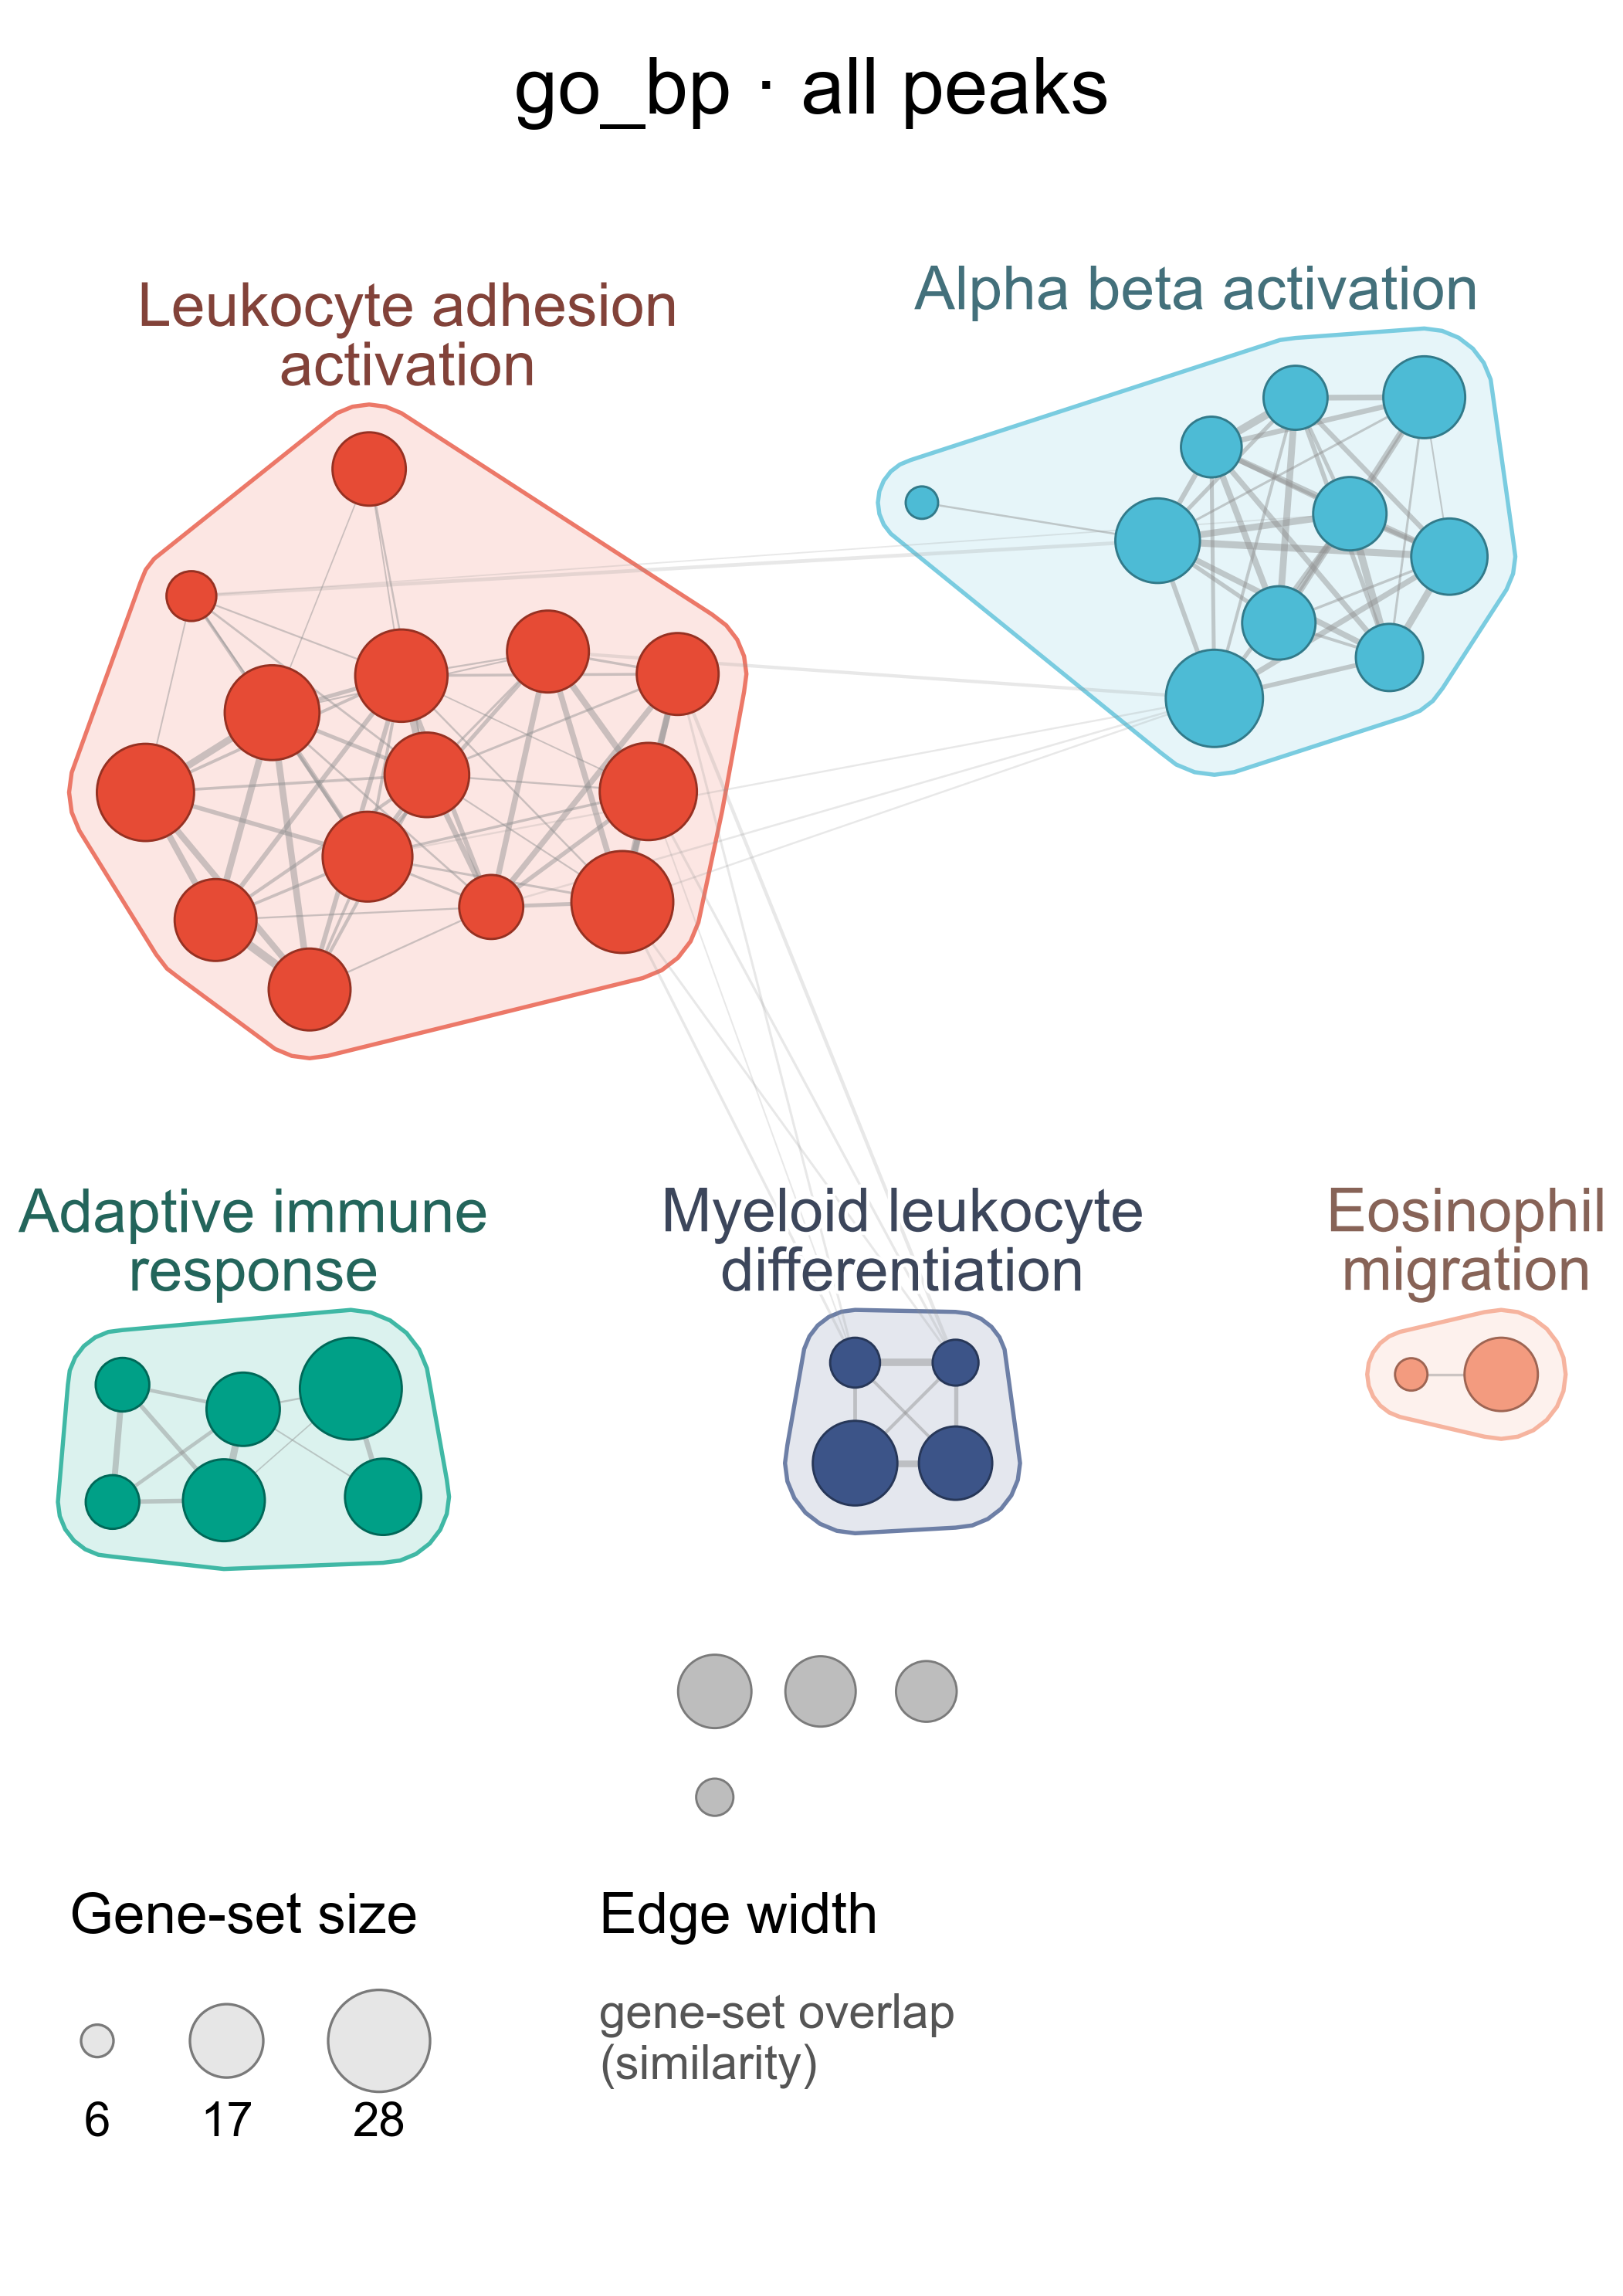 go_bp · all peaks
Alpha beta activation
Leukocyte adhesion
activation
Adaptive immune
response
Myeloid leukocyte
differentiation
Eosinophil
migration
Gene-set size
Edge width
gene-set overlap
(similarity)
6 17 28